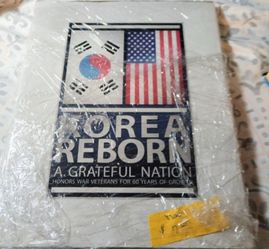 KOREA
REBORN
A GRATEFUL NATION
HONORS WAR VETERANS FOR 60 YEARS OF GROWTH